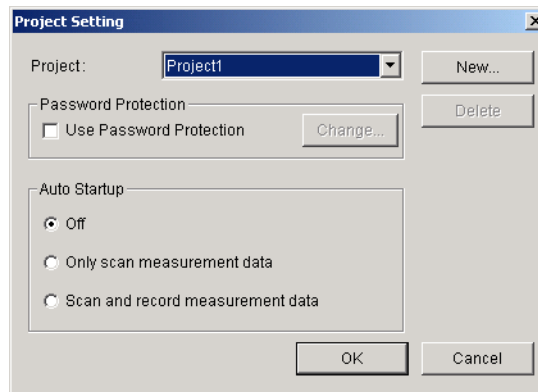 Project Setting
Project: Project1 New...
Password Protection Delete
Use Password Protection Change...
Auto Startup
Off
Only scan measurement data
Scan and record measurement data
OK Cancel